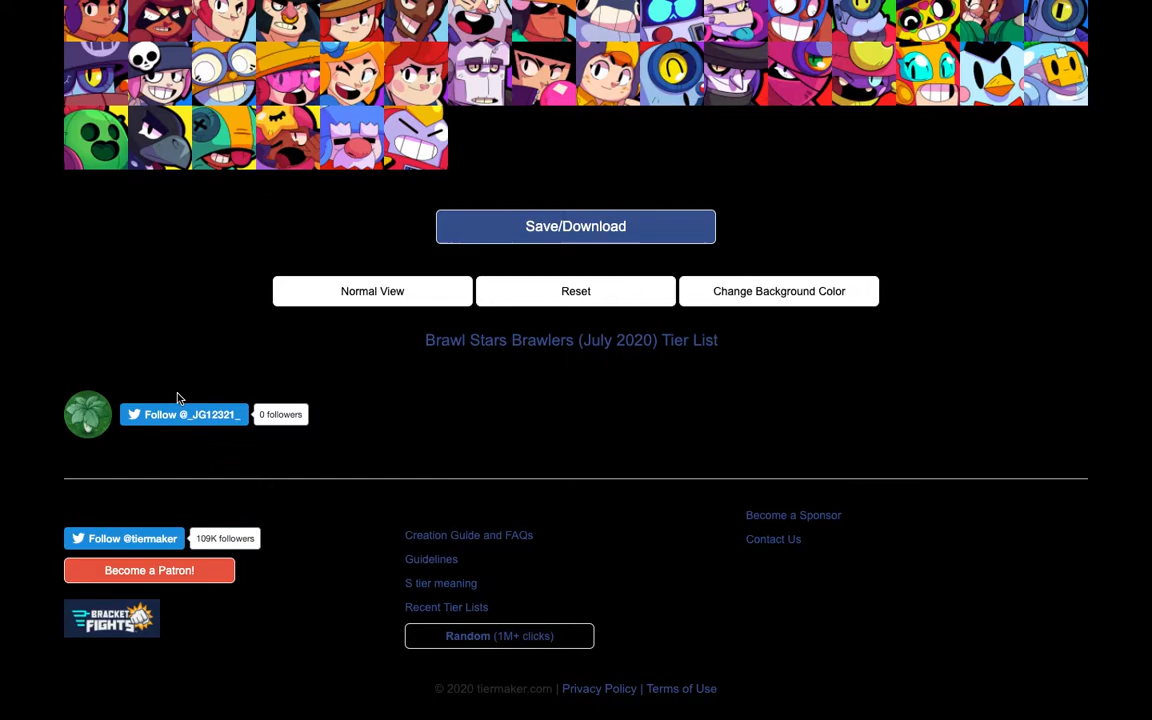 Save/Download
Normal View
Reset
Change Background Color
Brawl Stars Brawlers (July 2020) Tier List
Follow @_JG12321_
0 followers
Become a Sponsor
Follow @tiermaker
109K followers
Creation Guide and FAQs
Contact Us
Guidelines
Become a Patron!
S tier meaning
Recent Tier Lists
BRACKET
FIGHTS
Random (1M+ clicks)
© 2020 tiermaker.com | Privacy Policy | Terms of Use